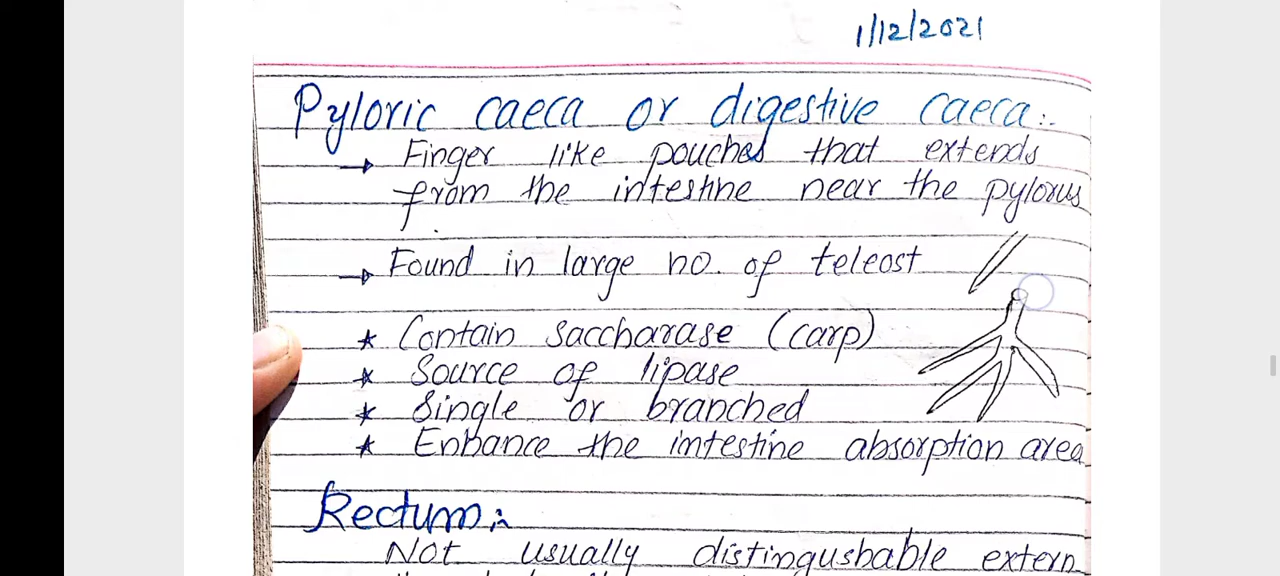 1/12/2021
Pyloric caeca or digestive caeca:-
→ Finger like pouches that extends
from the intestine near the pylorus
→ Found in large no. of teleost
* Contain saccharase (carp)
* Source of lipase
* Single or branched
* Enhance the intestine absorption area
Rectum :-
Not usually distingushable extern